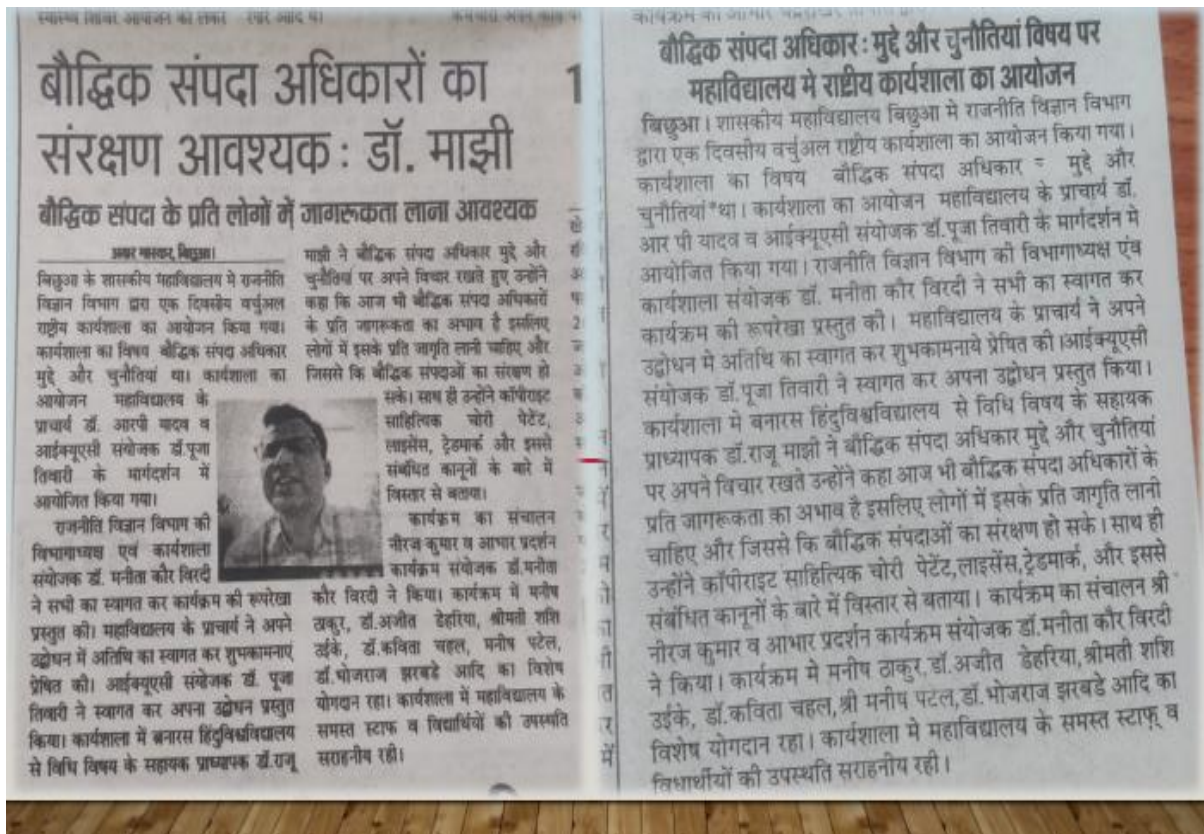 बौद्धिक संपदा अधिकारों का
संरक्षण आवश्यक : डॉ. माझी
बौद्धिक संपदा के प्रति लोगों में जागरूकता लाना आवश्यक
बिछुआ के शासकीय महाविद्यालय मे राजनीति
विज्ञान विभाग द्वारा एक दिवसीय वर्चुअल
राष्ट्रीय कार्यशाला का आयोजन किया गया।
कार्यशाला का विषय बौद्धिक संपदा अधिकार
मुद्दे और चुनौतियां था। कार्यशाला का
आयोजन महाविद्यालय के
प्राचार्य डॉ. आरपी यादव व
आईक्यूएसी संयोजक डॉ.पूजा
तिवारी के मार्गदर्शन में
आयोजित किया गया।
राजनीति विज्ञान विभाग की
विभागाध्यक्ष एवं कार्यशाला
संयोजक डॉ. मनीता कौर विरदी
ने सभी का स्वागत कर कार्यक्रम की रूपरेखा
प्रस्तुत की। महाविद्यालय के प्राचार्य ने अपने
उद्बोधन में अतिथि का स्वागत कर शुभकामनाएं
प्रेषित की। आईक्यूएसी संयोजक डॉ. पूजा
तिवारी ने स्वागत कर अपना उद्बोधन प्रस्तुत
किया। कार्यशाला में बनारस हिंदुविश्वविद्यालय
से विधि विषय के सहायक प्राध्यापक डॉ.राजू
माझी ने बौद्धिक संपदा अधिकार मुद्दे और
चुनौतियां पर अपने विचार रखते हुए उन्होंने
कहा कि आज भी बौद्धिक संपदा अधिकारों
के प्रति जागरूकता का अभाव है इसलिए
लोगों में इसके प्रति जागृति लानी चाहिए और
जिससे कि बौद्धिक संपदाओं का संरक्षण हो
सके। साथ ही उन्होंने कॉपीराइट
साहित्यिक चोरी पेटेंट,
लाइसेंस, ट्रेडमार्क और इससे
संबंधित कानूनों के बारे में
विस्तार से बताया।
कार्यक्रम का संचालन
नीरज कुमार व आभार प्रदर्शन
कार्यक्रम संयोजक डॉ.मनीता
कौर विरदी ने किया। कार्यक्रम में मनीष
ठाकुर, डॉ.अजीत डेहरिया, श्रीमती शशि
उईके, डॉ.कविता चहल, मनीष पटेल,
डॉ.भोजराज झरबडे आदि का विशेष
योगदान रहा। कार्यशाला में महाविद्यालय के
समस्त स्टाफ व विद्यार्थियों की उपस्थति
सराहनीय रही।
बौद्धिक संपदा अधिकार : मुद्दे और चुनौतियां विषय पर
महाविद्यालय मे राष्टीय कार्यशाला का आयोजन
बिछुआ। शासकीय महाविद्यालय बिछुआ मे राजनीति विज्ञान विभाग
द्वारा एक दिवसीय वर्चुअल राष्ट्रीय कार्यशाला का आयोजन किया गया।
कार्यशाला का विषय बौद्धिक संपदा अधिकार = मुद्दे और
चुनौतियां"था। कार्यशाला का आयोजन महाविद्यालय के प्राचार्य डॉ.
आर पी यादव व आईक्यूएसी संयोजक डॉ.पूजा तिवारी के मार्गदर्शन मे
आयोजित किया गया। राजनीति विज्ञान विभाग की विभागाध्यक्ष एंव
कार्यशाला संयोजक डॉ. मनीता कौर विरदी ने सभी का स्वागत कर
कार्यक्रम की रूपरेखा प्रस्तुत की। महाविद्यालय के प्राचार्य ने अपने
उद्बोधन मे अतिथि का स्वागत कर शुभकामनाये प्रेषित की।आईक्यूएसी
संयोजक डॉ.पूजा तिवारी ने स्वागत कर अपना उद्बोधन प्रस्तुत किया।
कार्यशाला मे बनारस हिंदुविश्वविद्यालय से विधि विषय के सहायक
प्राध्यापक डॉ.राजू माझी ने बौद्धिक संपदा अधिकार मुद्दे और चुनौतियां
पर अपने विचार रखते उन्होंने कहा आज भी बौद्धिक संपदा अधिकारों के
प्रति जागरूकता का अभाव है इसलिए लोगों में इसके प्रति जागृति लानी
चाहिए और जिससे कि बौद्धिक संपदाओं का संरक्षण हो सके। साथ ही
उन्होंने कॉपीराइट साहित्यिक चोरी पेटेंट,लाइसेंस,ट्रेडमार्क, और इससे
संबंधित कानूनों के बारे में विस्तार से बताया। कार्यक्रम का संचालन श्री
नीरज कुमार व आभार प्रदर्शन कार्यक्रम संयोजक डॉ.मनीता कौर विरदी
ने किया। कार्यक्रम मे मनीष ठाकुर,डॉ.अजीत डेहरिया,श्रीमती शशि
उईके, डॉ.कविता चहल,श्री मनीष पटल,डॉ.भोजराज झरबडे आदि का
विशेष योगदान रहा। कार्यशाला मे महाविद्यालय के समस्त स्टाफ् व
विधार्थीयों की उपस्थति सराहनीय रही।